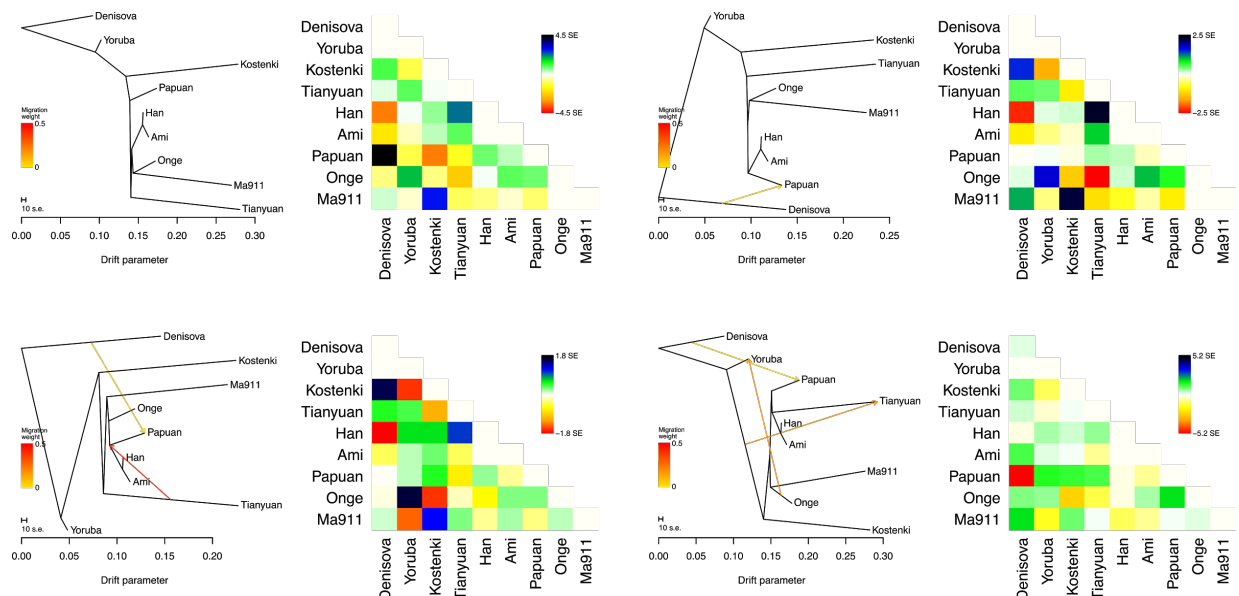 Denisova
Yoruba
Kostenki
Papuan
Han
Ami
Onge
Ma911
Tianyuan
Migration
weight
0.5
0
10 s.e.
0.00 0.05 0.10 0.15 0.20 0.25 0.30
Drift parameter
Denisova
Yoruba
Kostenki
Tianyuan
Han
Ami
Papuan
Onge
Ma911
4.5 SE
−4.5 SE
Denisova
Yoruba
Kostenki
Tianyuan
Han
Ami
Papuan
Onge
Ma911
Yoruba
Kostenki
Tianyuan
Onge
Ma911
Han
Ami
Papuan
Denisova
Migration
weight
0.5
0
10 s.e.
0.00 0.05 0.10 0.15 0.20 0.25
Drift parameter
Denisova
Yoruba
Kostenki
Tianyuan
Han
Ami
Papuan
Onge
Ma911
2.5 SE
−2.5 SE
Denisova
Yoruba
Kostenki
Tianyuan
Han
Ami
Papuan
Onge
Ma911
Denisova
Kostenki
Ma911
Onge
Papuan
Han
Ami
Tianyuan
Yoruba
Migration
weight
0.5
0
10 s.e.
0.00 0.05 0.10 0.15 0.20
Drift parameter
Denisova
Yoruba
Kostenki
Tianyuan
Han
Ami
Papuan
Onge
Ma911
1.8 SE
−1.8 SE
Denisova
Yoruba
Kostenki
Tianyuan
Han
Ami
Papuan
Onge
Ma911
Denisova
Yoruba
Papuan
Tianyuan
Han
Ami
Ma911
Onge
Kostenki
Migration
weight
0.5
0
10 s.e.
0.00 0.05 0.10 0.15 0.20 0.25 0.30
Drift parameter
Denisova
Yoruba
Kostenki
Tianyuan
Han
Ami
Papuan
Onge
Ma911
5.2 SE
−5.2 SE
Denisova
Yoruba
Kostenki
Tianyuan
Han
Ami
Papuan
Onge
Ma911